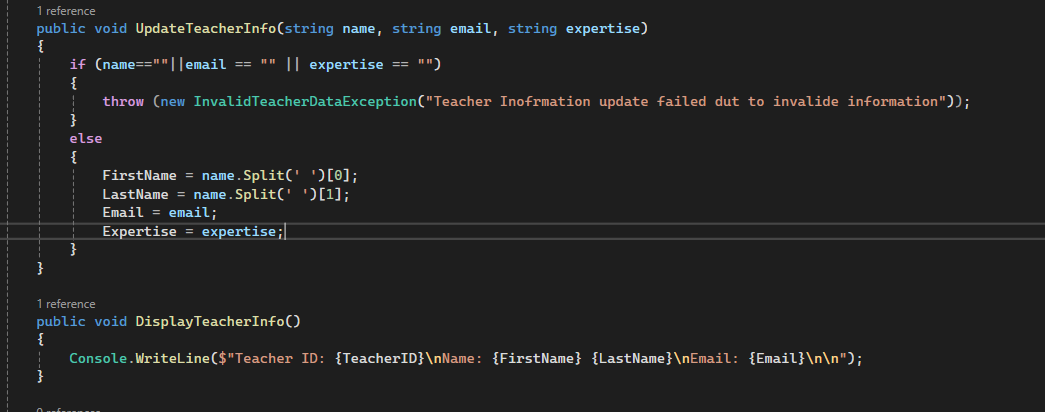 1 reference
public void UpdateTeacherInfo(string name, string email, string expertise)
{
if (name==""||email == "" || expertise == "")
{
throw (new InvalidTeacherDataException("Teacher Inofrmation update failed dut to invalide information"));
}
else
{
FirstName = name.Split(' ')[0];
LastName = name.Split(' ')[1];
Email = email;
Expertise = expertise;
}
}
1 reference
public void DisplayTeacherInfo()
{
Console.WriteLine($"Teacher ID: {TeacherID}\nName: {FirstName} {LastName}\nEmail: {Email}\n\n");
}
0 references